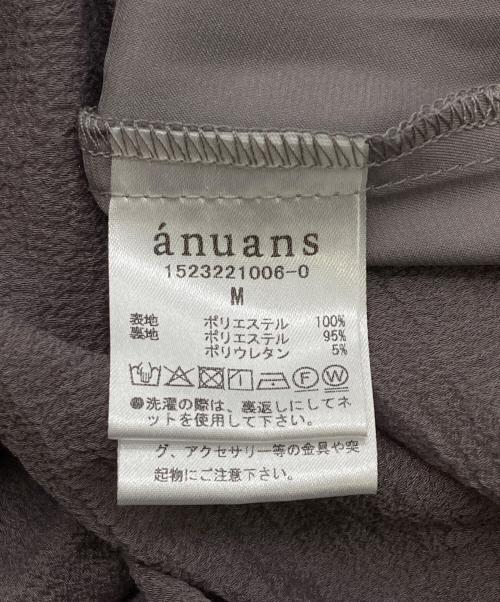 ánuans
1523221006-0
M
表地 ポリエステル 100%
裏地 ポリエステル 95%
ポリウレタン 5%
F W
●洗濯の際は、裏返しにしてネ
ットを使用して下さい。
グ、アクセサリー等の金具や突
起物にご注意下さい。